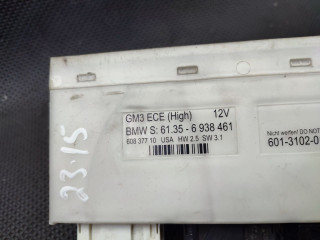 GM3 ECE (High) 12V
BMW S: 61.35 - 6 938 461
608 377 10 USA HW 2.5 SW 3.1
Nicht werfen! DO NOT
601-3102-0
23.15